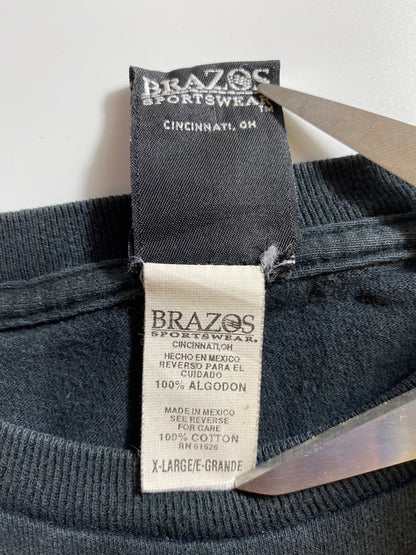 BRAZOS
SPORTSWEAR
CINCINNATI, OH
BRAZOS
SPORTSWEAR®
CINCINNATI,OH
HECHO EN MEXICO
REVERSO PARA EL
CUIDADO
100% ALGODON
MADE IN MEXICO
SEE REVERSE
FOR CARE
100% COTTON
RN 61626
X-LARGE/E-GRANDE